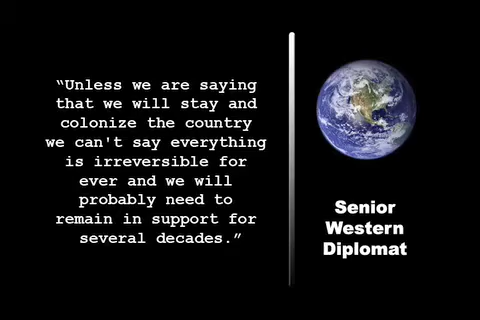 “Unless we are saying
that we will stay and
colonize the country
we can't say everything
is irreversible for
ever and we will
probably need to
remain in support for
several decades.”
Senior
Western
Diplomat